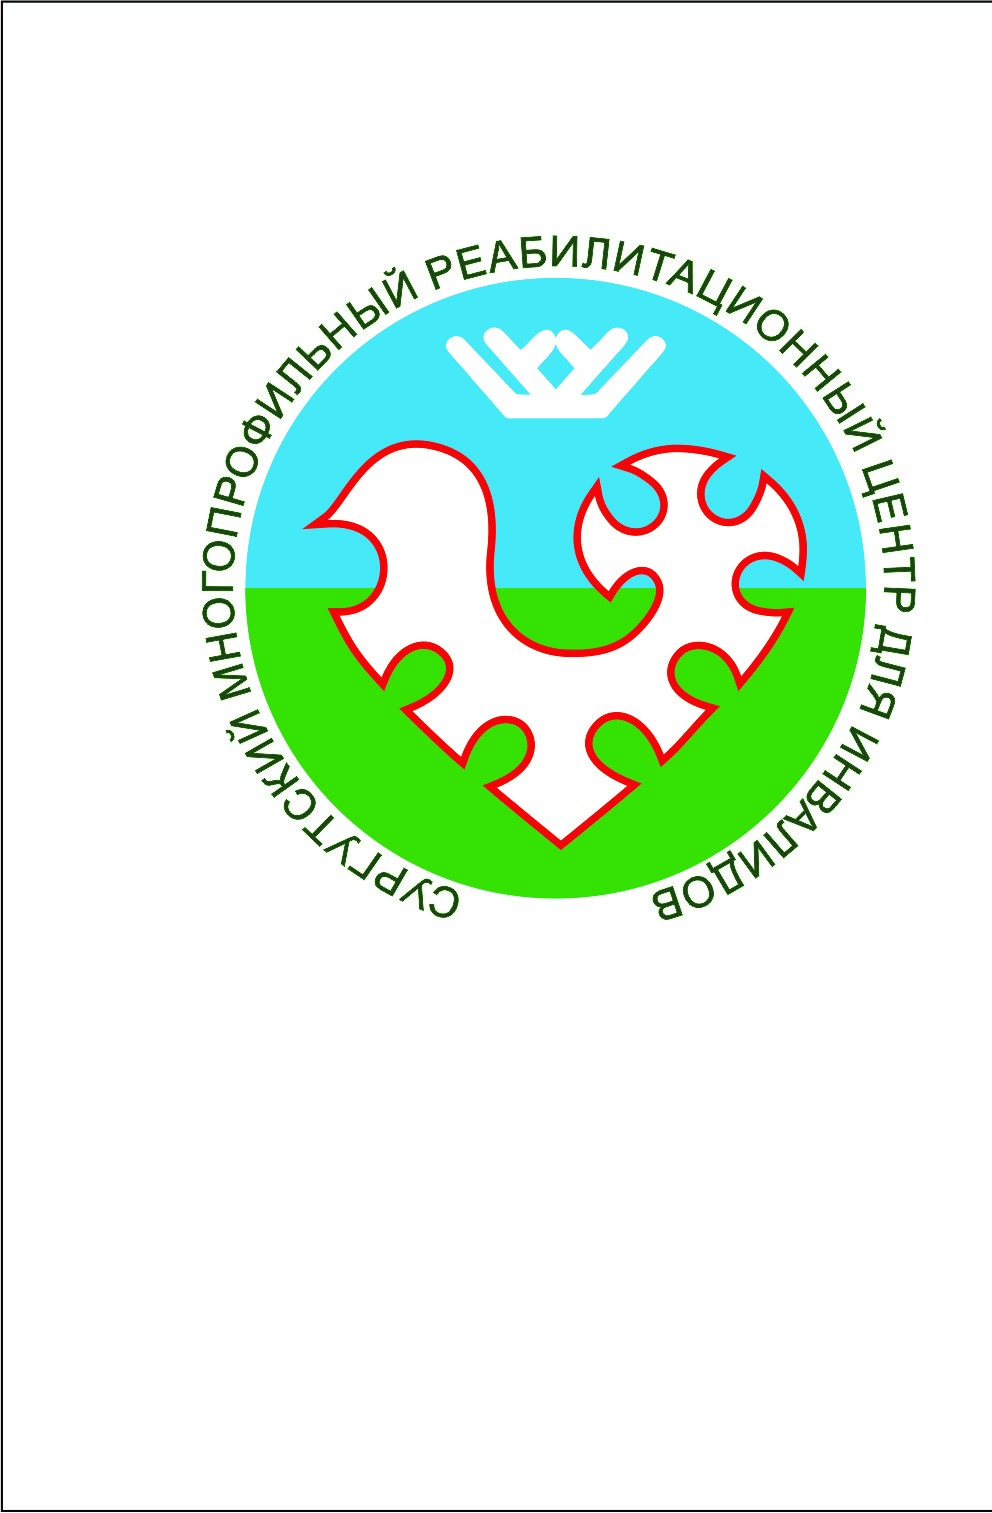 СУРГУТСКИЙ МНОГОПРОФИЛЬНЫЙ РЕАБИЛИТАЦИОННЫЙ ЦЕНТР ДЛЯ ИНВАЛИДОВ